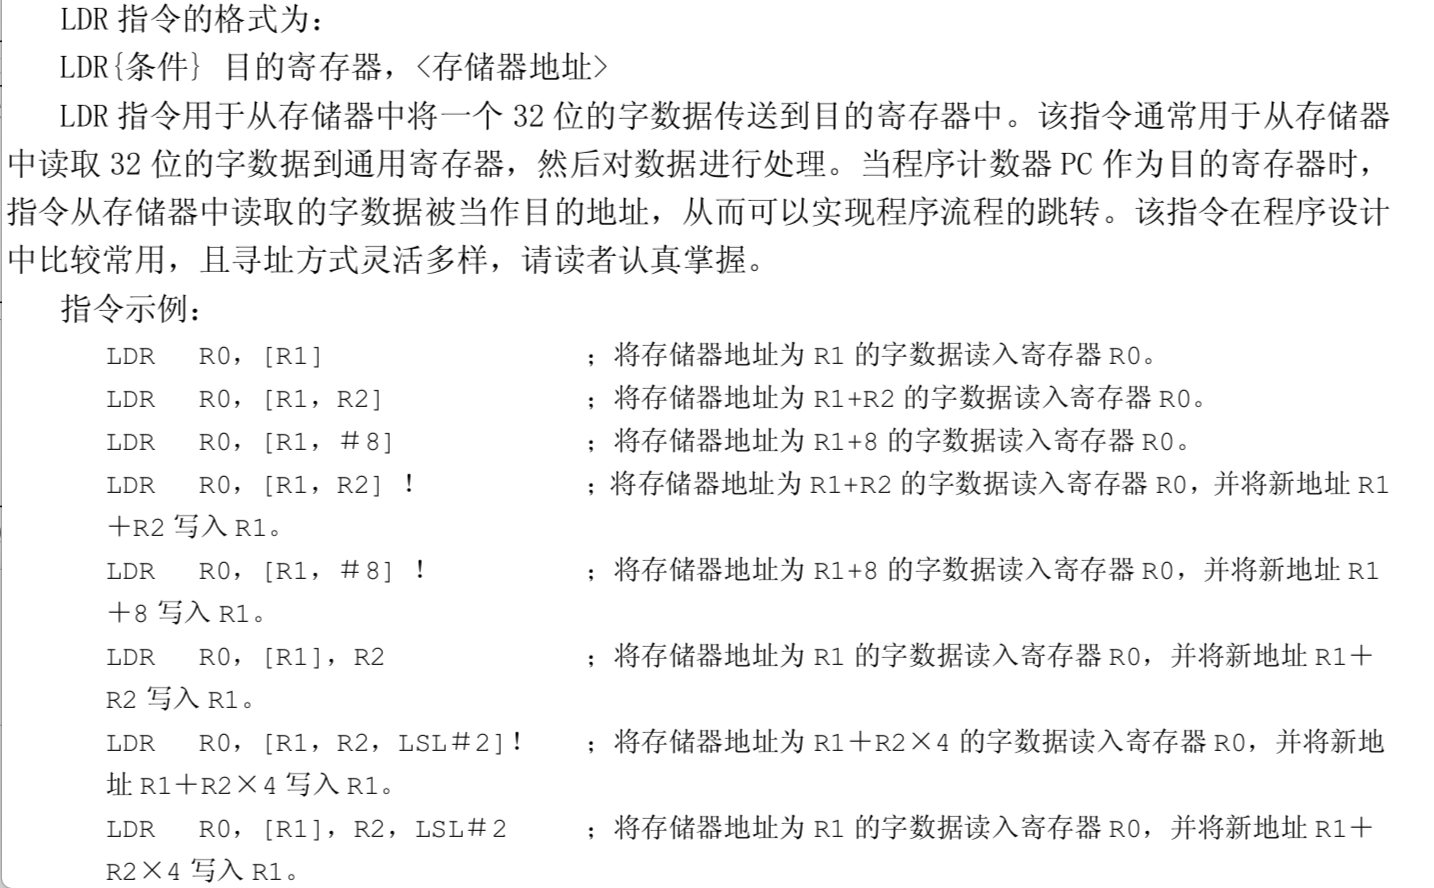 LDR 指令的格式为：
LDR{条件} 目的寄存器，<存储器地址>
LDR 指令用于从存储器中将一个 32 位的字数据传送到目的寄存器中。该指令通常用于从存储器
中读取 32 位的字数据到通用寄存器，然后对数据进行处理。当程序计数器 PC 作为目的寄存器时，
指令从存储器中读取的字数据被当作目的地址，从而可以实现程序流程的跳转。该指令在程序设计
中比较常用，且寻址方式灵活多样，请读者认真掌握。
指令示例：
LDR R0，[R1] ；将存储器地址为 R1 的字数据读入寄存器 R0。
LDR R0，[R1，R2] ；将存储器地址为 R1+R2 的字数据读入寄存器 R0。
LDR R0，[R1，＃8] ；将存储器地址为 R1+8 的字数据读入寄存器 R0。
LDR R0，[R1，R2] ！ ；将存储器地址为 R1+R2 的字数据读入寄存器 R0，并将新地址 R1
＋R2 写入 R1。
LDR R0，[R1，＃8] ！ ；将存储器地址为 R1+8 的字数据读入寄存器 R0，并将新地址 R1
＋8 写入 R1。
LDR R0，[R1]，R2 ；将存储器地址为 R1 的字数据读入寄存器 R0，并将新地址 R1＋
R2 写入 R1。
LDR R0，[R1，R2，LSL＃2]！ ；将存储器地址为 R1＋R2×4 的字数据读入寄存器 R0，并将新地
址 R1＋R2×4 写入 R1。
LDR R0，[R1]，R2，LSL＃2 ；将存储器地址为 R1 的字数据读入寄存器 R0，并将新地址 R1＋
R2×4 写入 R1。